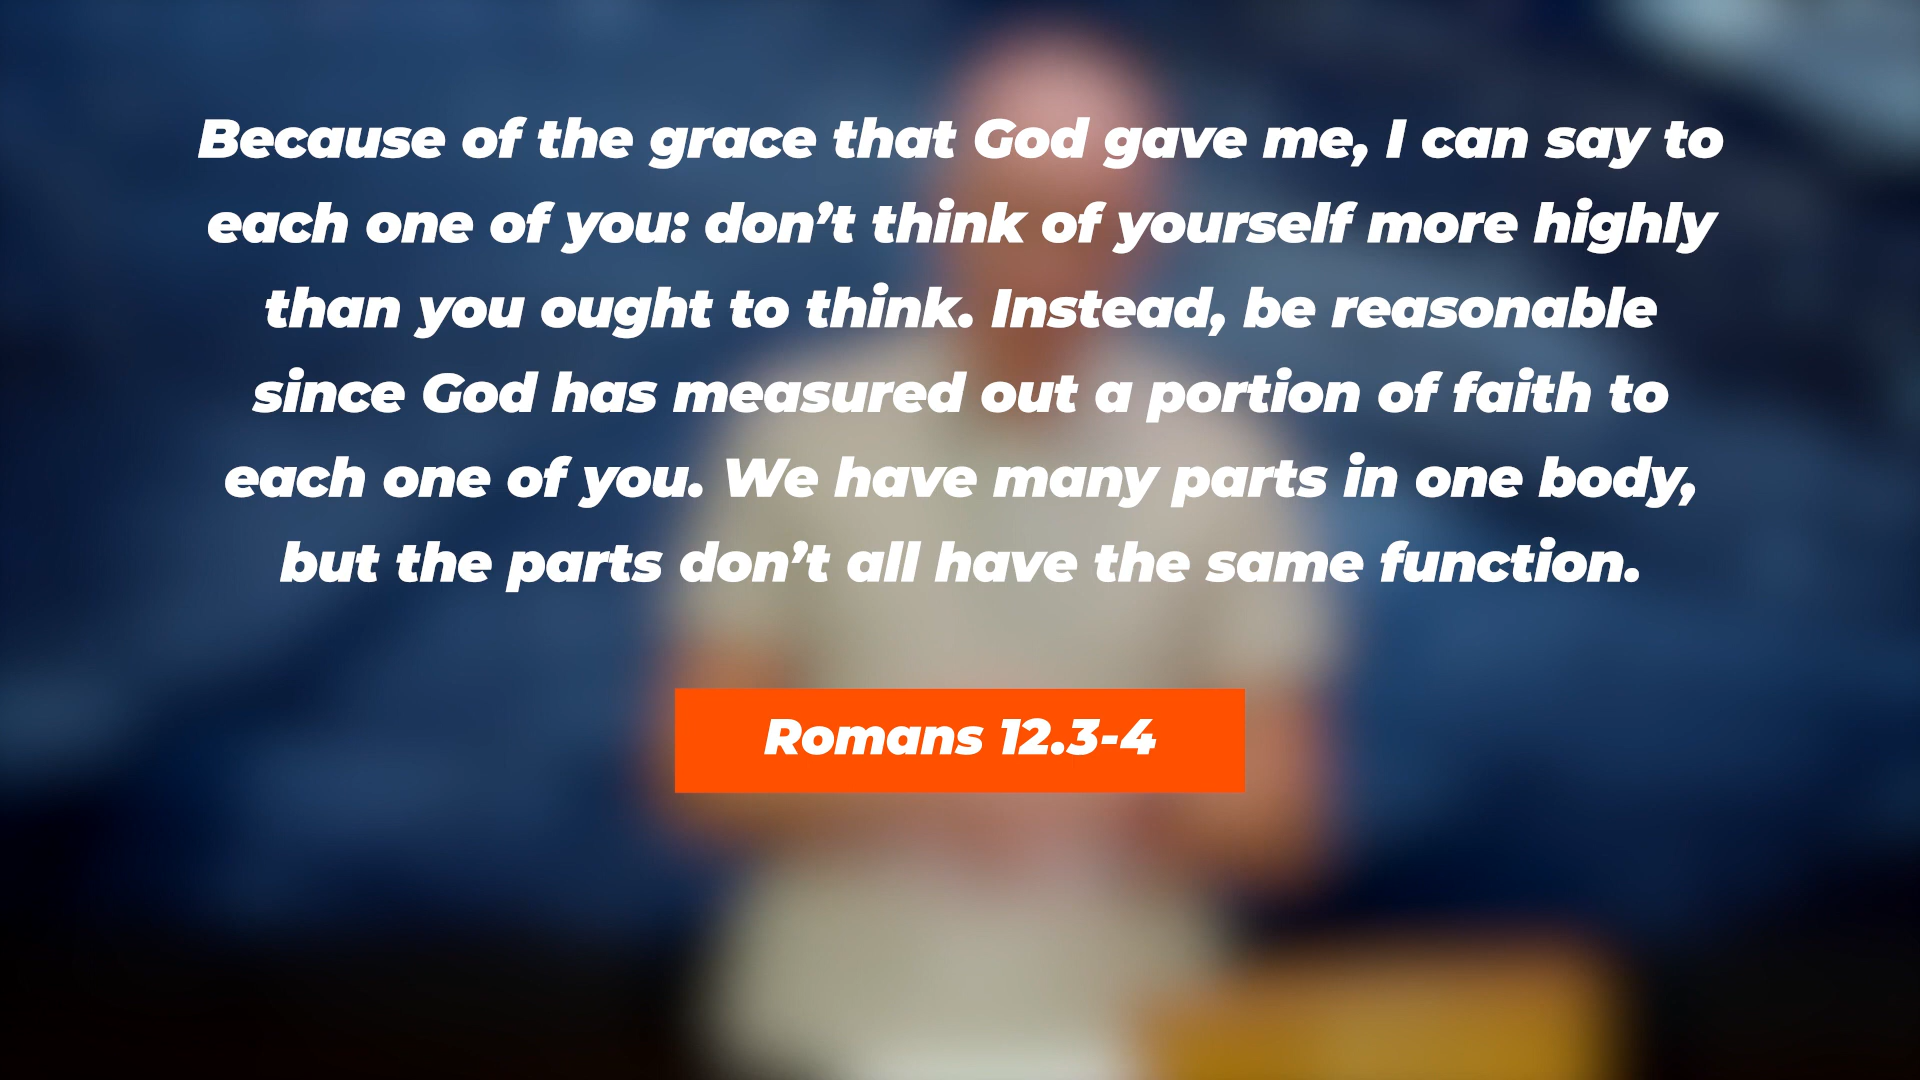 Because of the grace that God gave me, I can say to
each one of you: don’t think of yourself more highly
than you ought to think. Instead, be reasonable
since God has measured out a portion of faith to
each one of you. We have many parts in one body,
but the parts don’t all have the same function.
Romans 12.3-4